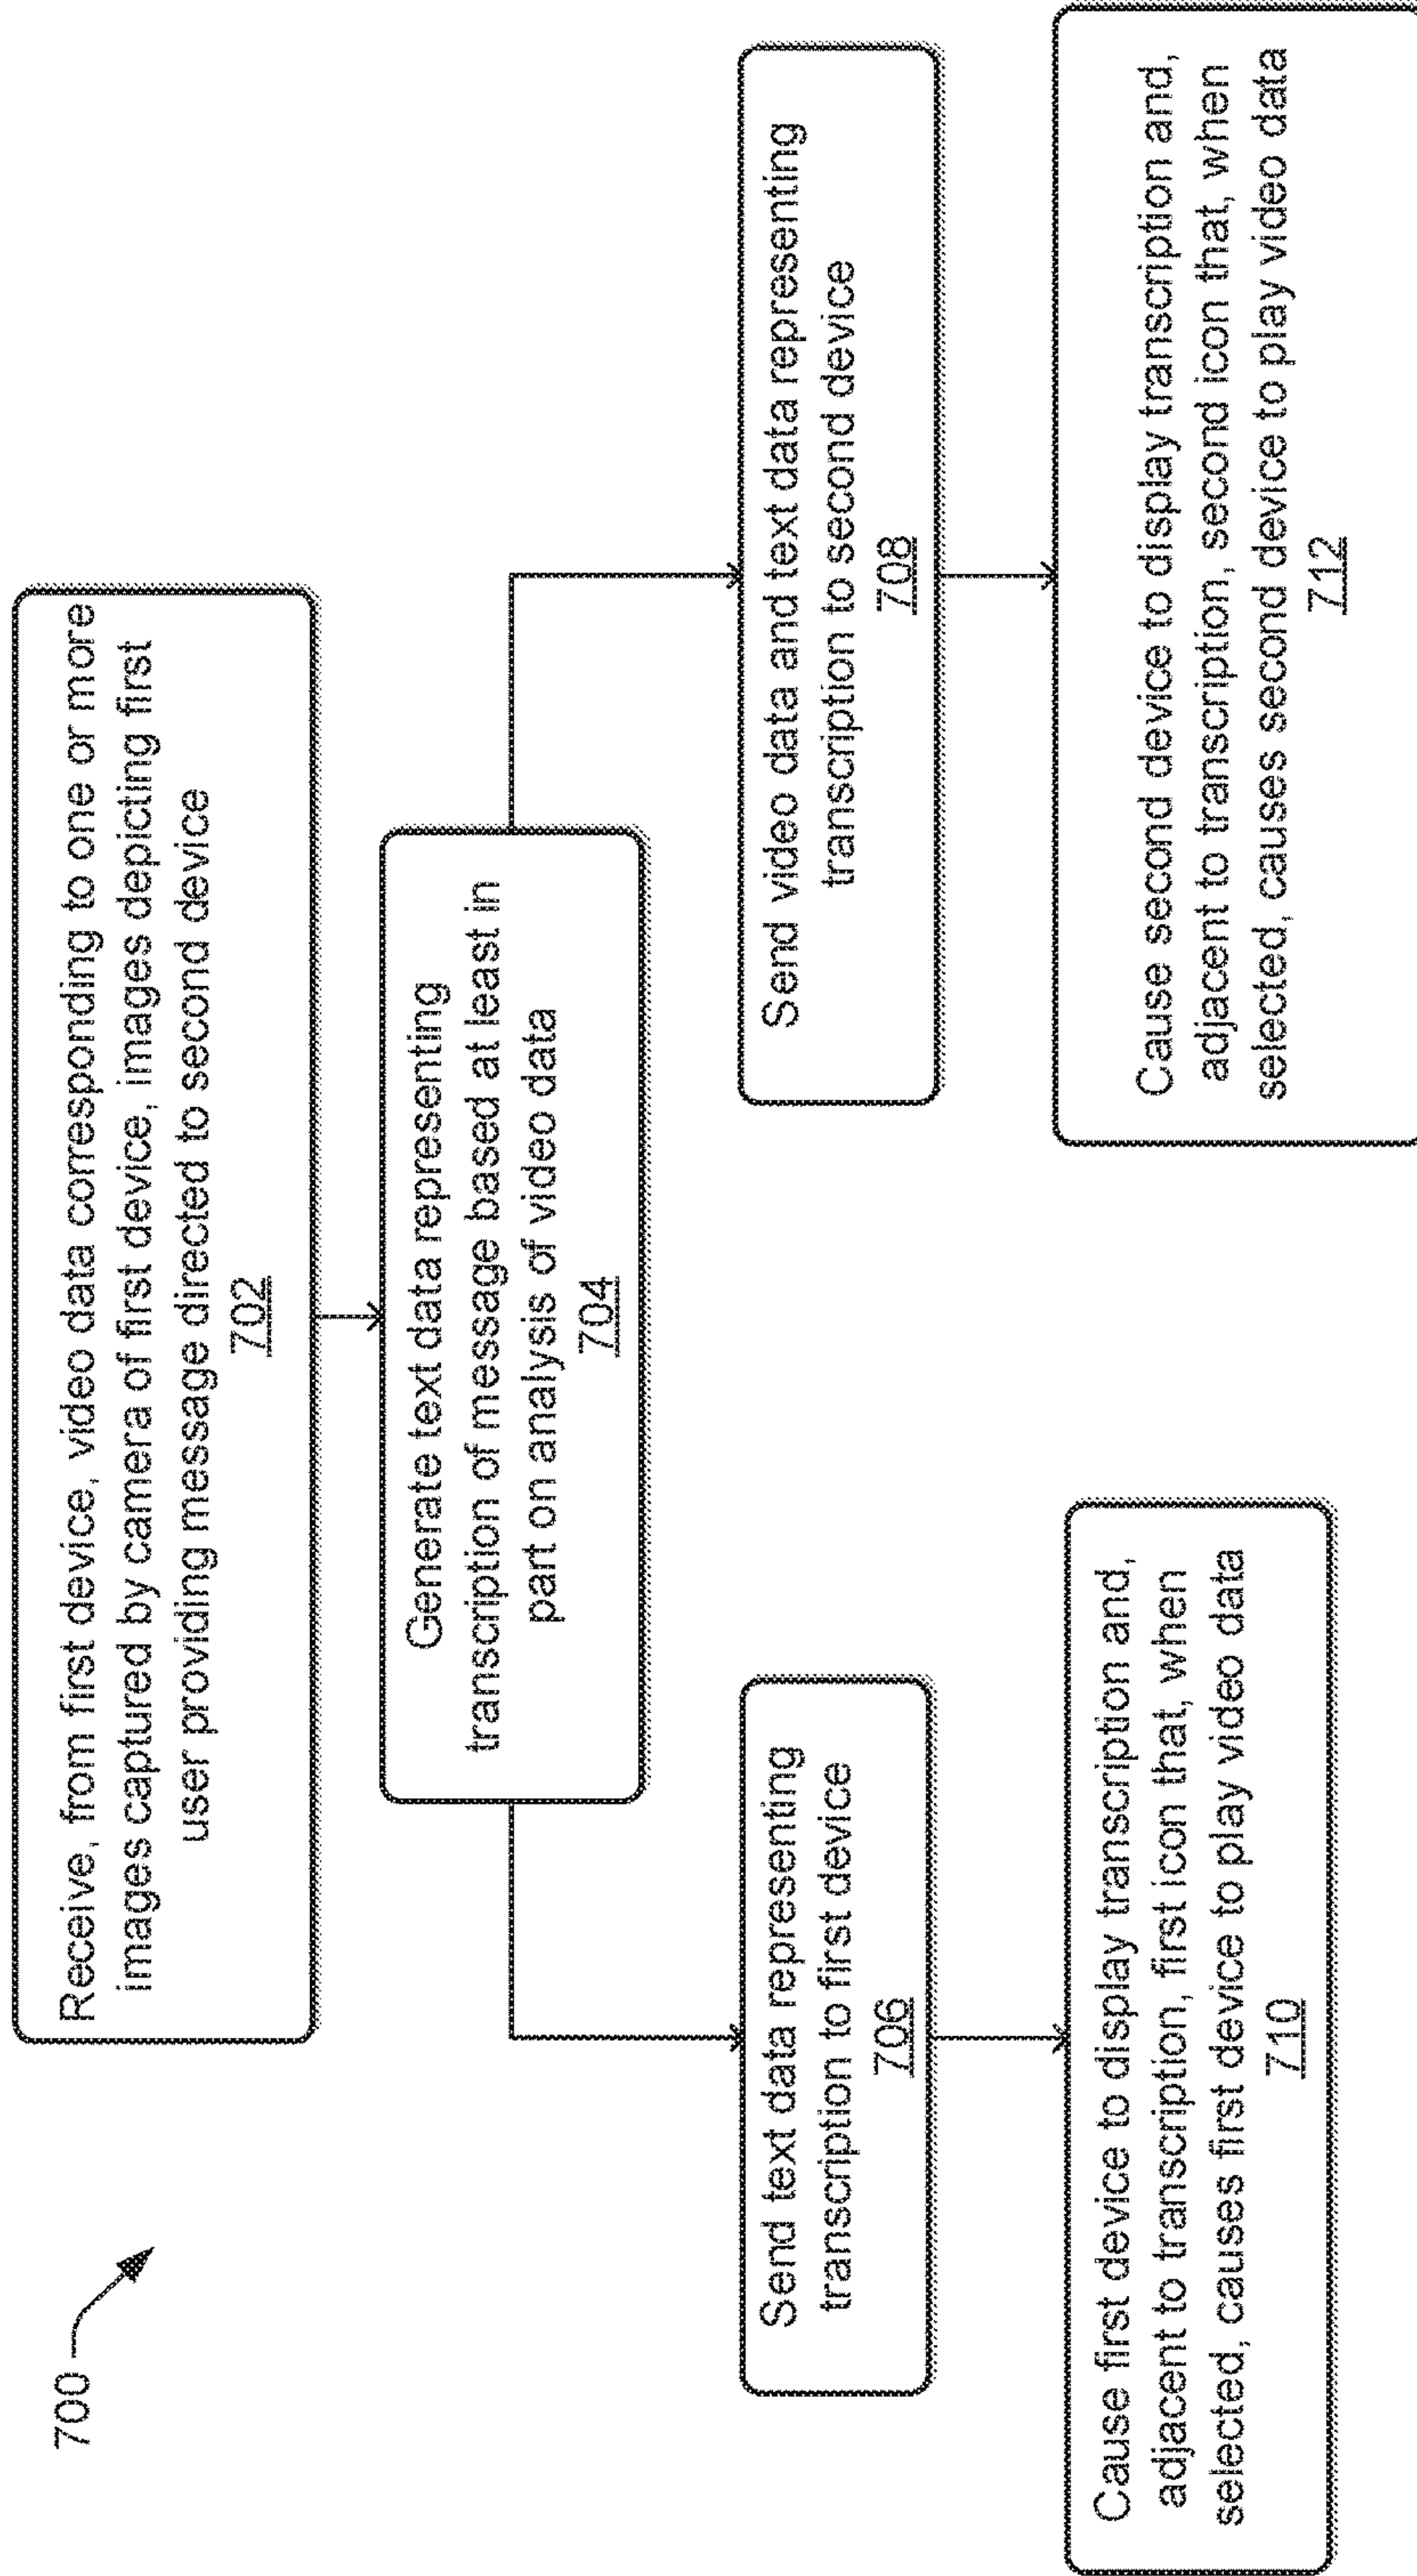 700
Receive, from first device, video data corresponding to one or more
images captured by camera of first device, images depicting first
user providing message directed to second device
702
Generate text data representing
transcription of message based at least in
part on analysis of video data
704
Send text data representing
transcription to first device
706
Send video data and text data representing
transcription to second device
708
Cause first device to display transcription and,
adjacent to transcription, first icon that, when
selected, causes first device to play video data
710
Cause second device to display transcription and,
adjacent to transcription, second icon that, when
selected, causes second device to play video data
712